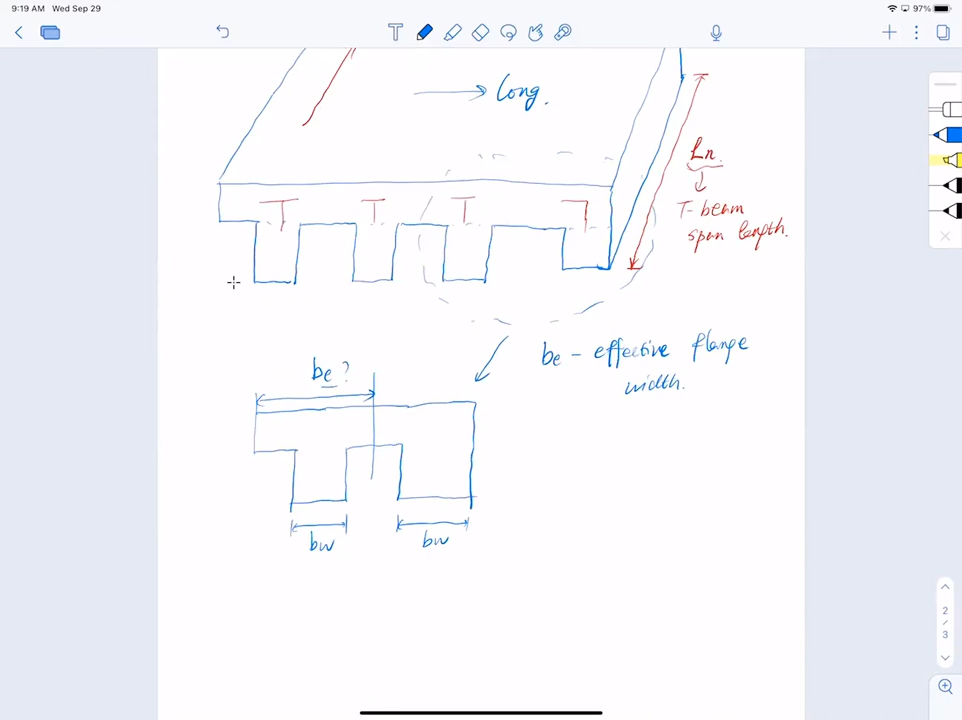 9:19 AM Wed Sep 29
97%
T
long.
Ln.
T T T ㄱ
T-beam
span length.
be - effective flange
width.
be?
bw
bw
2
/
3